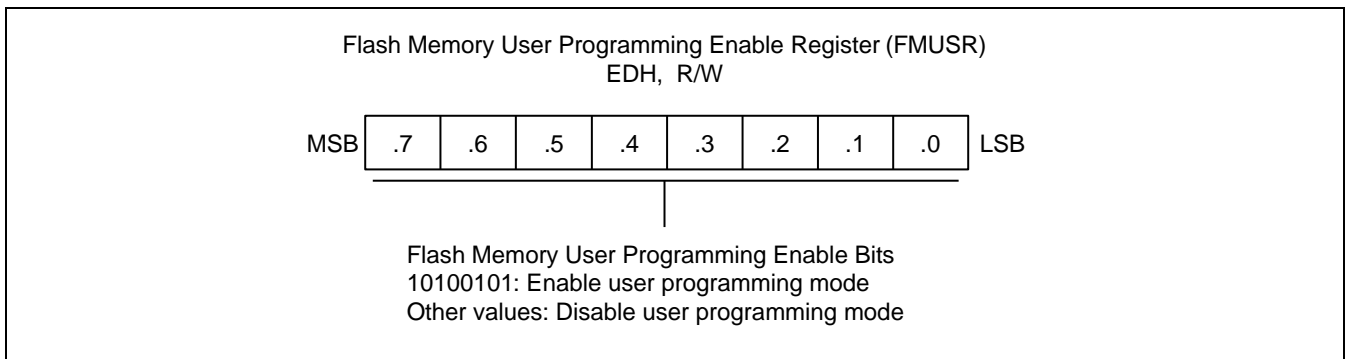 Flash Memory User Programming Enable Register (FMUSR)
EDH, R/W
MSB .7 .6 .5 .4 .3 .2 .1 .0 LSB
Flash Memory User Programming Enable Bits
10100101: Enable user programming mode
Other values: Disable user programming mode